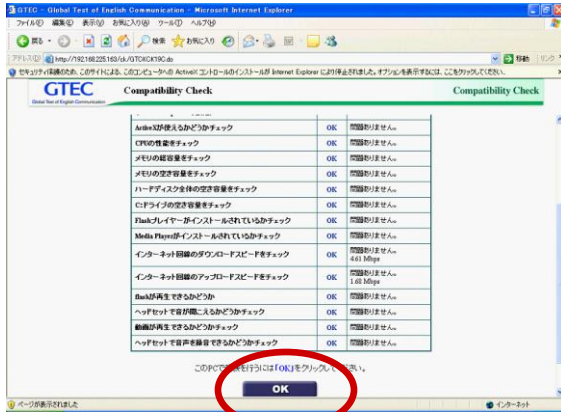 GTEC - Global Test of English Communication - Microsoft Internet Explorer
ファイル(F) 編集(E) 表示(V) お気に入り(A) ツール(T) ヘルプ(H)
戻る 検索 お気に入り
アドレス(D) http://192.168.225.163/ck/GTCKCK19C.do 移動 リンク
セキュリティ保護のため、このサイトによる、このコンピュータへの ActiveX コントロールのインストールが Internet Explorer により停止されました。オプションを表示するには、ここをクリックしてください。
GTEC Compatibility Check Compatibility Check
Global Test of English Communication
ActiveXが使えるかどうかチェック OK 問題ありません。
CPUの性能をチェック OK 問題ありません。
メモリの総容量をチェック OK 問題ありません。
メモリの空き容量をチェック OK 問題ありません。
ハードディスク全体の空き容量をチェック OK 問題ありません。
C:ドライブの空き容量をチェック OK 問題ありません。
Flashプレイヤーがインストールされているかチェック OK 問題ありません。
Media Playerがインストールされているかチェック OK 問題ありません。
インターネット回線のダウンロードスピードをチェック OK 問題ありません。
4.61 Mbps
インターネット回線のアップロードスピードをチェック OK 問題ありません。
1.68 Mbps
flashが再生できるかどうか OK 問題ありません。
ヘッドセットで音が聞こえるかどうかチェック OK 問題ありません。
動画が再生できるかどうかチェック OK 問題ありません。
ヘッドセットで音声を録音できるかどうかチェック OK 問題ありません。
このPCで を行うには「OK」をクリックしてください。
OK
ページが表示されました インターネット